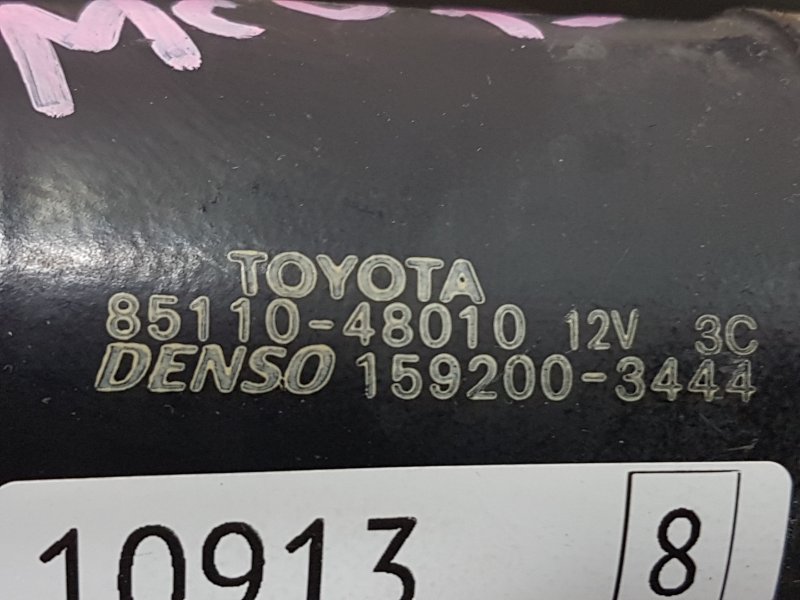 TOYOTA
85110-48010 12V 3C
DENSO 159200-3444
10913 8